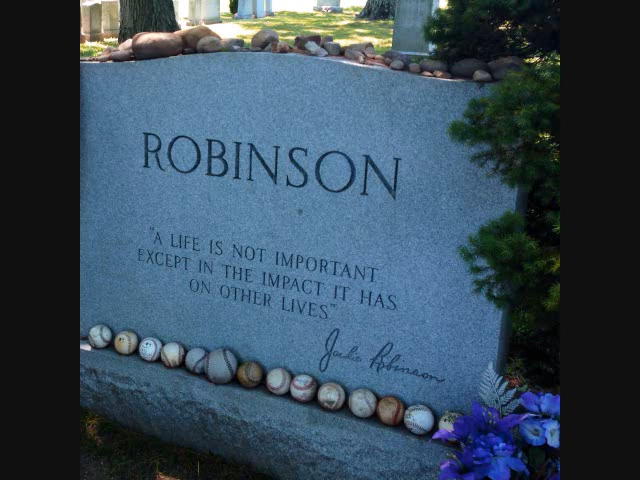 ROBINSON
"A LIFE IS NOT IMPORTANT
EXCEPT IN THE IMPACT IT HAS
ON OTHER LIVES"
Jackie Robinson